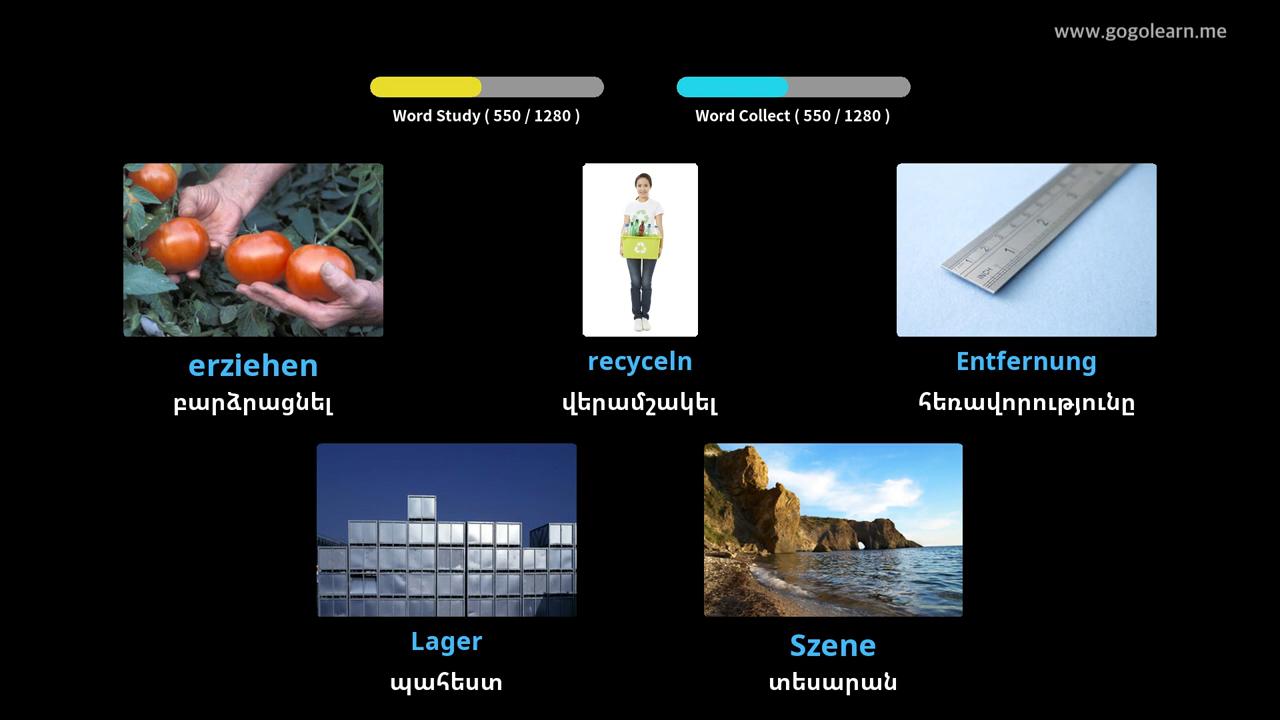 www.gogolearn.me
Word Study ( 550 / 1280 )
Word Collect ( 550 / 1280 )
erziehen
recyceln
Entfernung
բարձրացնել
վերամշակել
հեռավորությունը
Lager
Szene
պահեստ
տեսարան